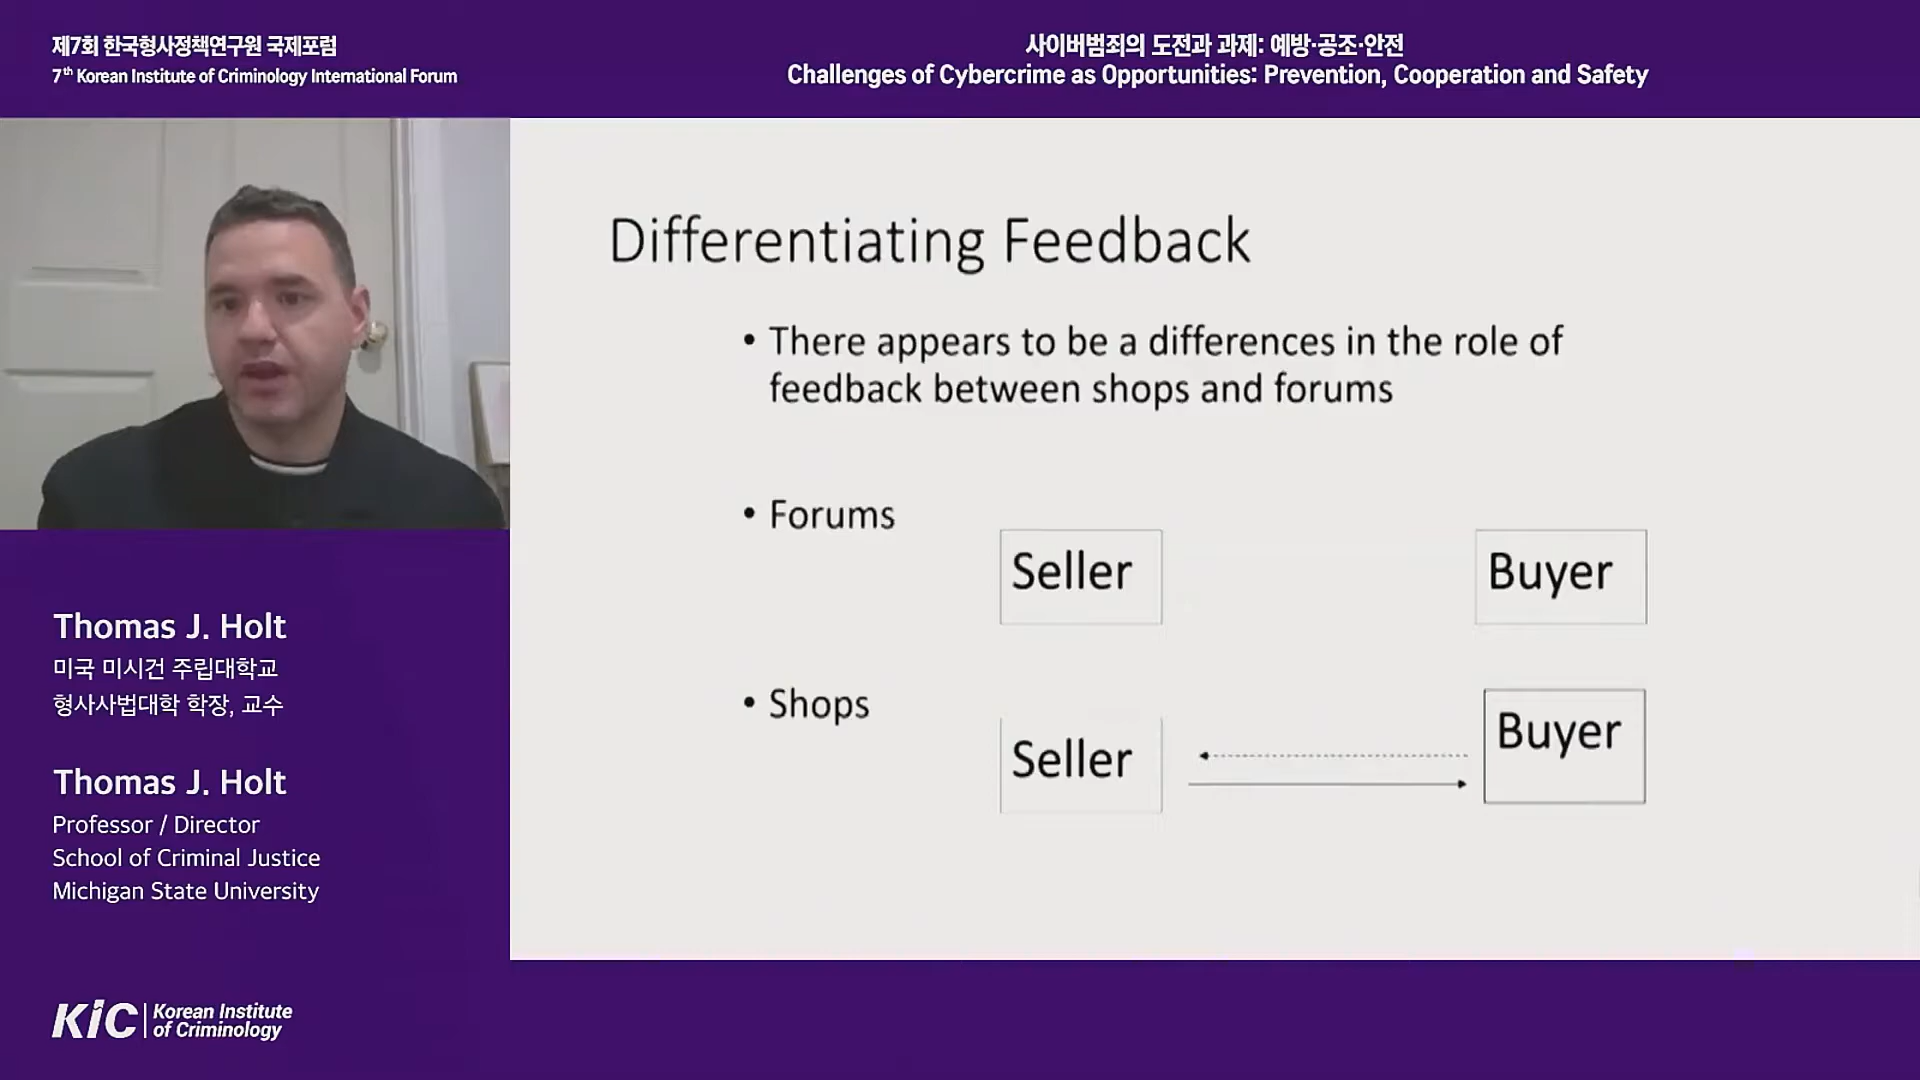 제7회 한국형사정책연구원 국제포럼
7th Korean Institute of Criminology International Forum
사이버범죄의 도전과 과제: 예방·공조·안전
Challenges of Cybercrime as Opportunities: Prevention, Cooperation and Safety
Differentiating Feedback
• There appears to be a differences in the role of
feedback between shops and forums
• Forums
Seller
Buyer
• Shops
Seller
Buyer
Thomas J. Holt
미국 미시건 주립대학교
형사사법대학 학장, 교수
Thomas J. Holt
Professor / Director
School of Criminal Justice
Michigan State University
KiC
Korean Institute
of Criminology